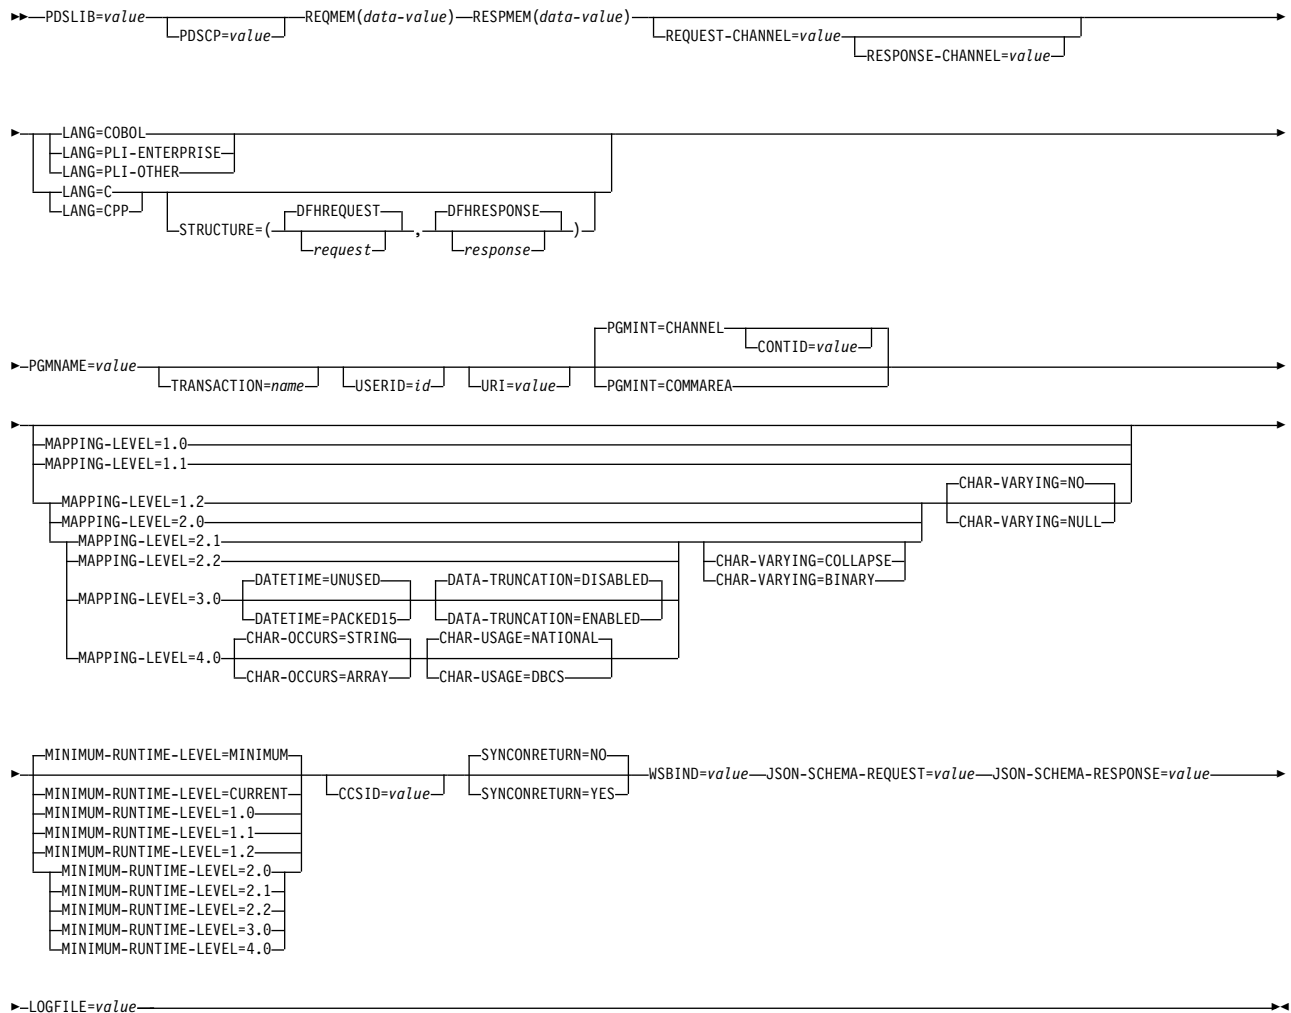 PDSLIB=value REQMEM(data-value) RESPMEM(data-value)
PDSCP=value REQUEST-CHANNEL=value
RESPONSE-CHANNEL=value
LANG=COBOL
LANG=PLI-ENTERPRISE
LANG=PLI-OTHER
LANG=C
LANG=CPP DFHREQUEST DFHRESPONSE
STRUCTURE=( , )
request response
PGMINT=CHANNEL
CONTID=value
PGMNAME=value
TRANSACTION=name USERID=id URI=value PGMINT=COMMAREA
MAPPING-LEVEL=1.0
MAPPING-LEVEL=1.1
CHAR-VARYING=NO
MAPPING-LEVEL=1.2
MAPPING-LEVEL=2.0 CHAR-VARYING=NULL
MAPPING-LEVEL=2.1
MAPPING-LEVEL=2.2 CHAR-VARYING=COLLAPSE
DATETIME=UNUSED DATA-TRUNCATION=DISABLED CHAR-VARYING=BINARY
MAPPING-LEVEL=3.0
DATETIME=PACKED15 DATA-TRUNCATION=ENABLED
CHAR-OCCURS=STRING CHAR-USAGE=NATIONAL
MAPPING-LEVEL=4.0
CHAR-OCCURS=ARRAY CHAR-USAGE=DBCS
MINIMUM-RUNTIME-LEVEL=MINIMUM SYNCONRETURN=NO
WSBIND=value JSON-SCHEMA-REQUEST=value JSON-SCHEMA-RESPONSE=value
MINIMUM-RUNTIME-LEVEL=CURRENT CCSID=value SYNCONRETURN=YES
MINIMUM-RUNTIME-LEVEL=1.0
MINIMUM-RUNTIME-LEVEL=1.1
MINIMUM-RUNTIME-LEVEL=1.2
MINIMUM-RUNTIME-LEVEL=2.0
MINIMUM-RUNTIME-LEVEL=2.1
MINIMUM-RUNTIME-LEVEL=2.2
MINIMUM-RUNTIME-LEVEL=3.0
MINIMUM-RUNTIME-LEVEL=4.0
LOGFILE=value